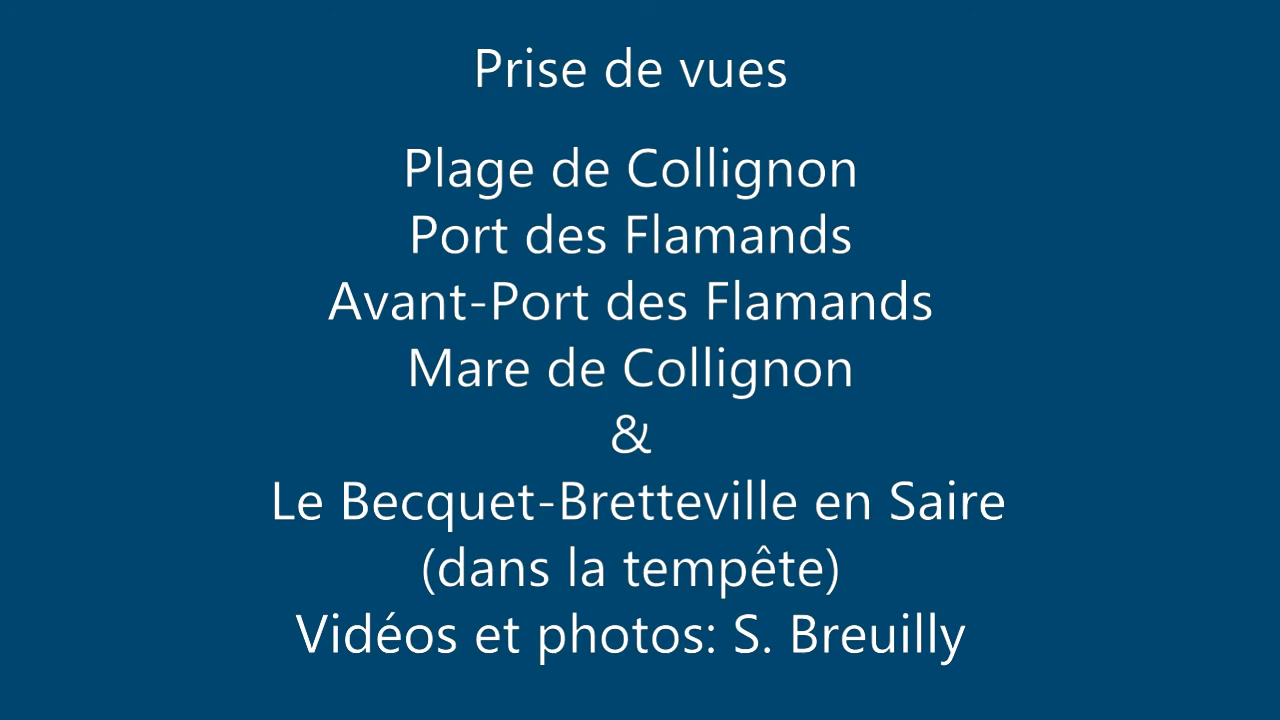 Prise de vues
Plage de Collignon
Port des Flamands
Avant-Port des Flamands
Mare de Collignon
&
Le Becquet-Bretteville en Saire
(dans la tempête)
Vidéos et photos: S. Breuilly